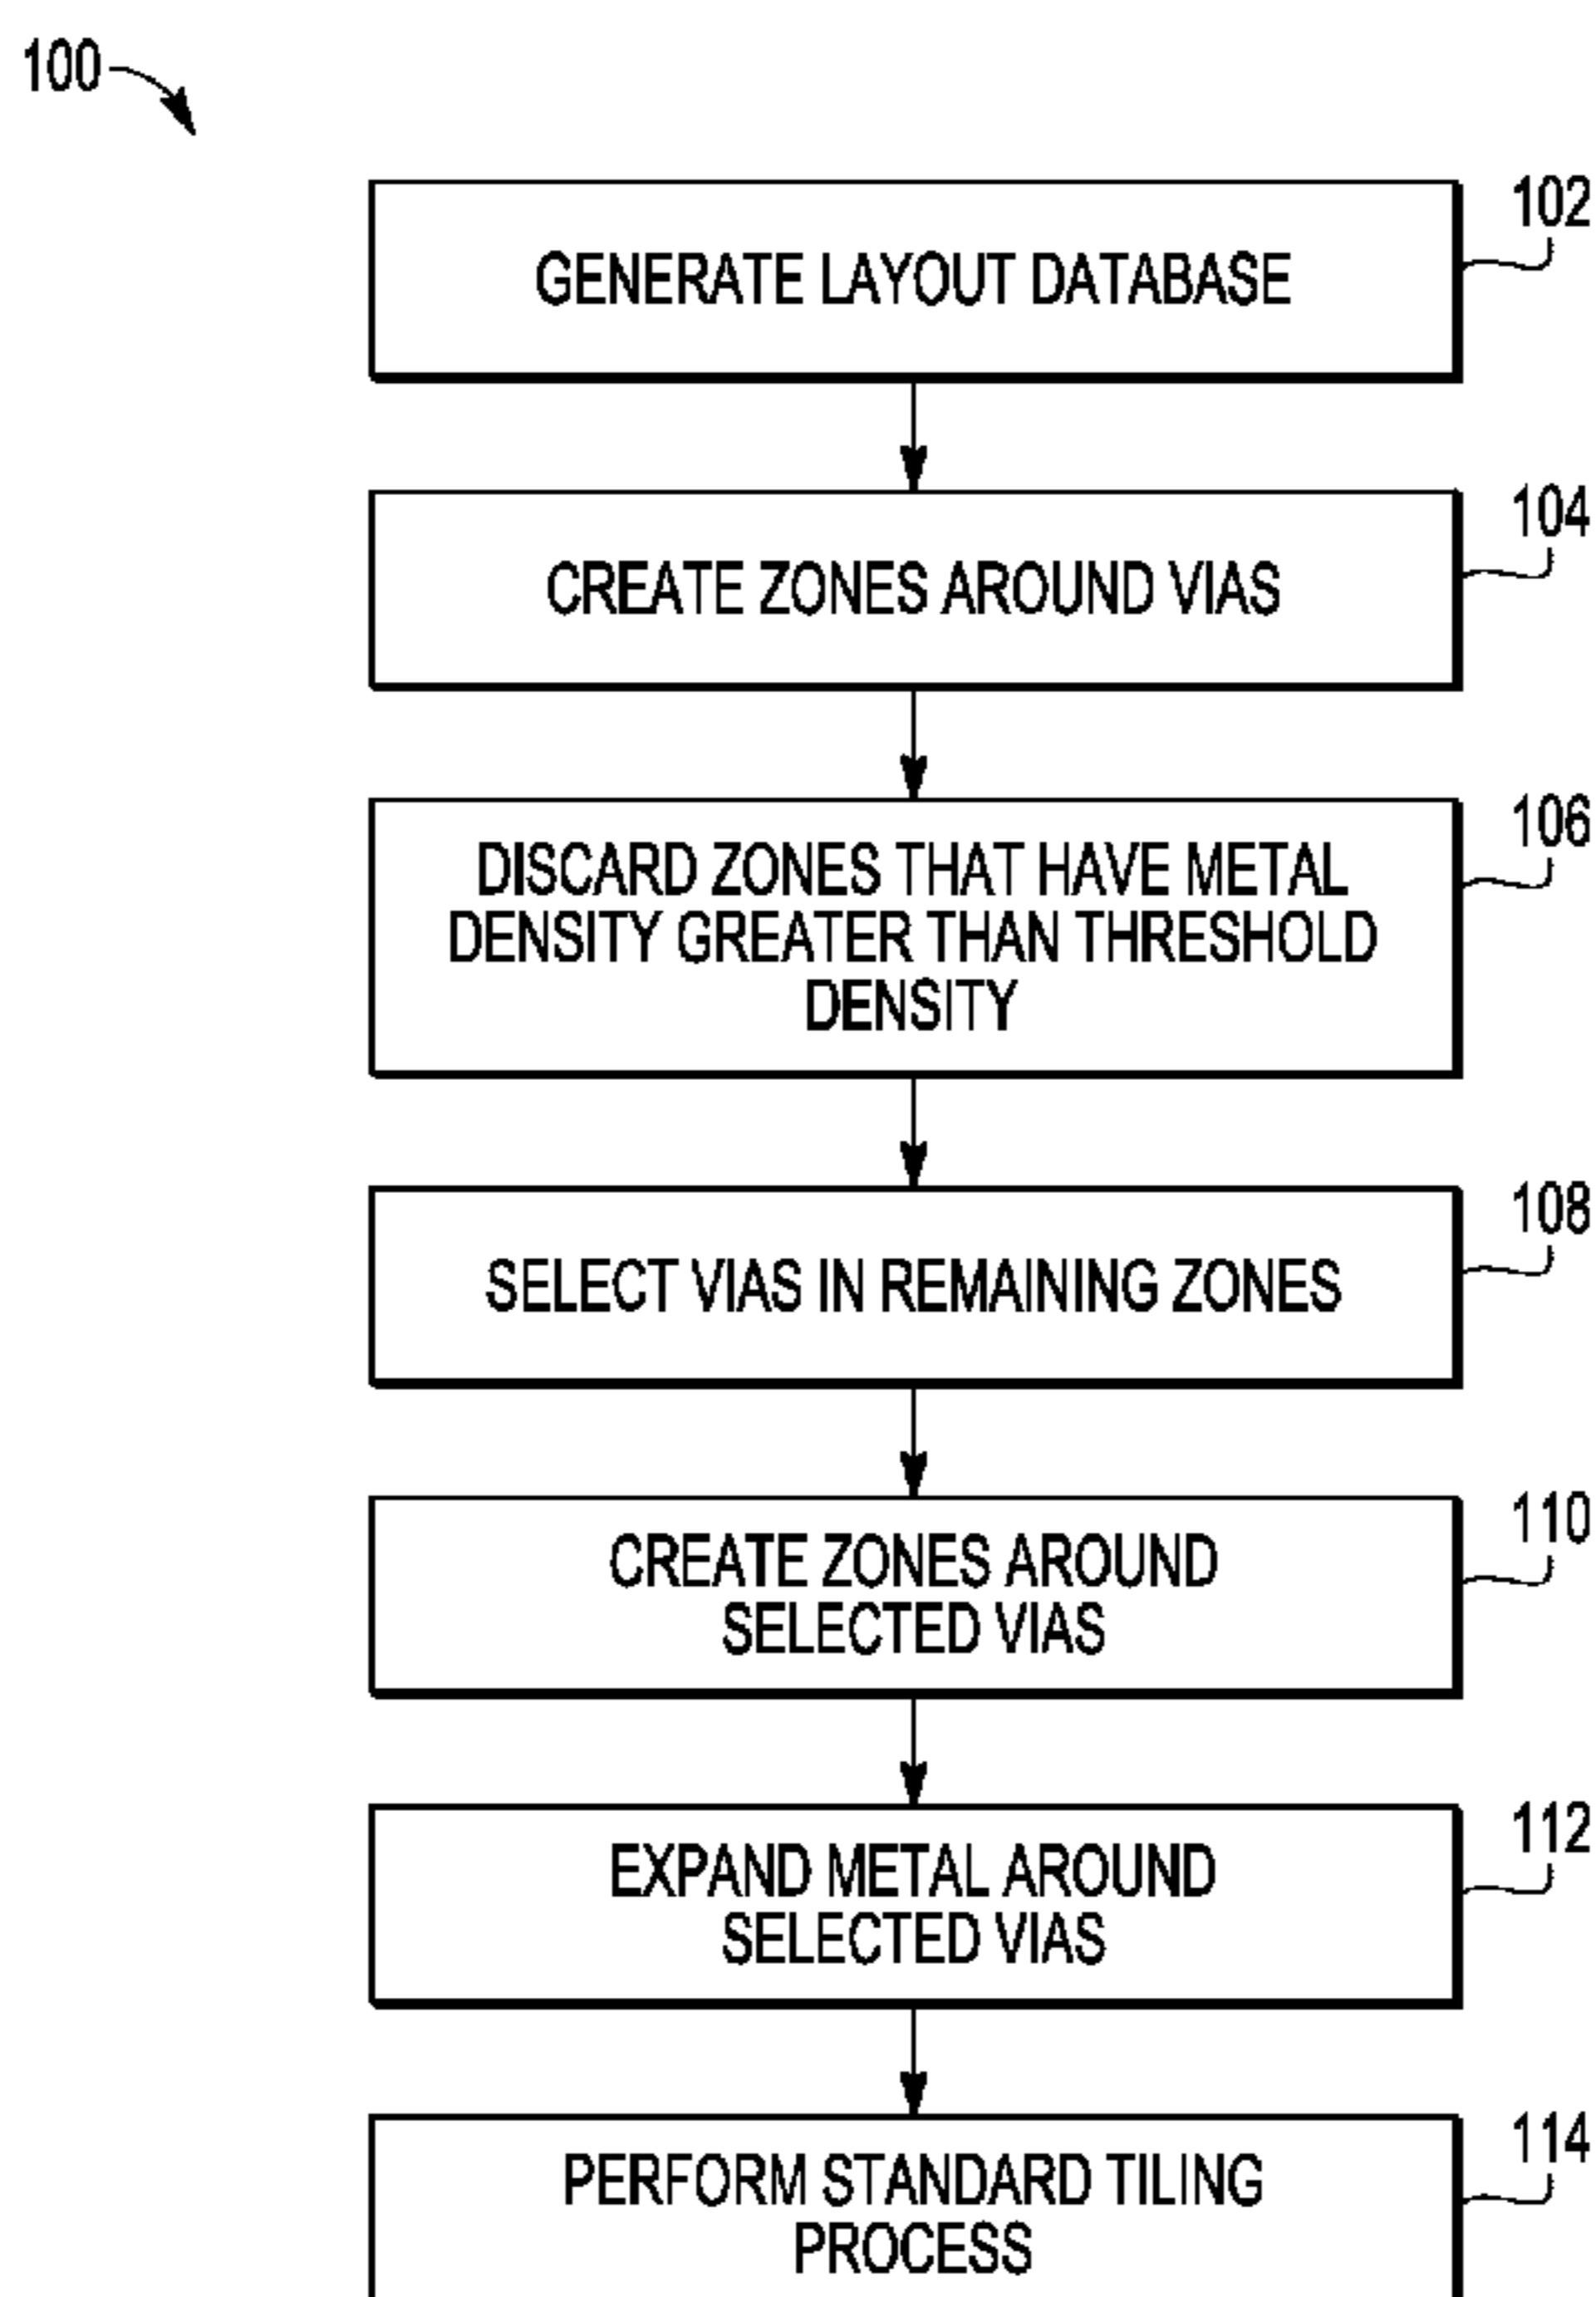 100
102
GENERATE LAYOUT DATABASE
104
CREATE ZONES AROUND VIAS
106
DISCARD ZONES THAT HAVE METAL
DENSITY GREATER THAN THRESHOLD
DENSITY
108
SELECT VIAS IN REMAINING ZONES
110
CREATE ZONES AROUND
SELECTED VIAS
112
EXPAND METAL AROUND
SELECTED VIAS
114
PERFORM STANDARD TILING
PROCESS